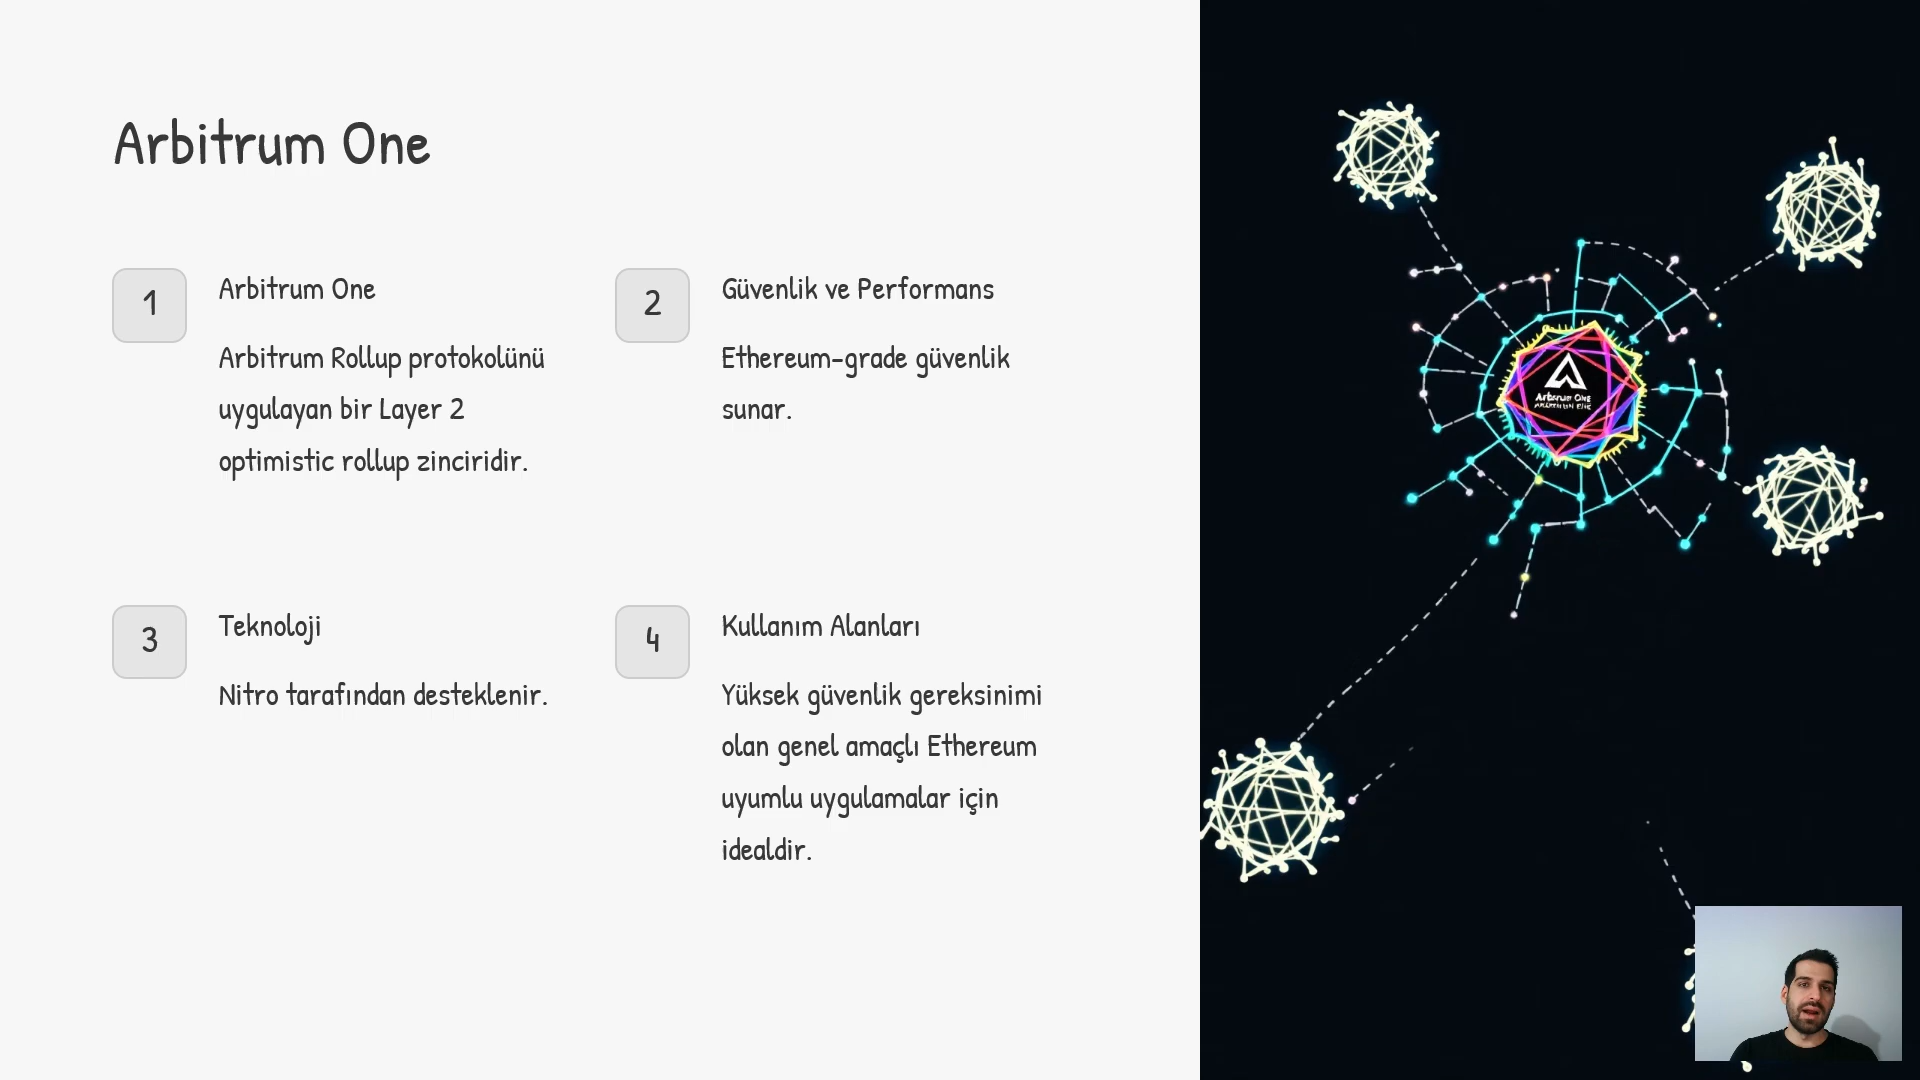 Arbitrum One
1
Arbitrum One
Arbitrum Rollup protokolünü
uygulayan bir Layer 2
optimistic rollup zinciridir.
2
Güvenlik ve Performans
Ethereum-grade güvenlik
sunar.
3
Teknoloji
Nitro tarafından desteklenir.
4
Kullanım Alanları
Yüksek güvenlik gereksinimi
olan genel amaçlı Ethereum
uyumlu uygulamalar için
idealdir.